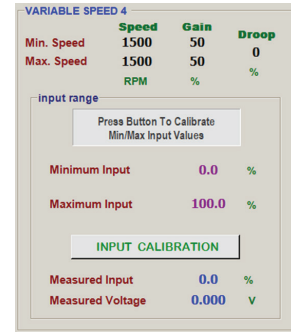 VARIABLE SPEED 4
Speed Gain Droop
Min. Speed 1500 50 0
Max. Speed 1500 50 %
RPM %
input range
Press Button To Calibrate
Min/Max Input Values
Minimum Input 0.0 %
Maximum Input 100.0 %
INPUT CALIBRATION
Measured Input 0.0 %
Measured Voltage 0.000 V